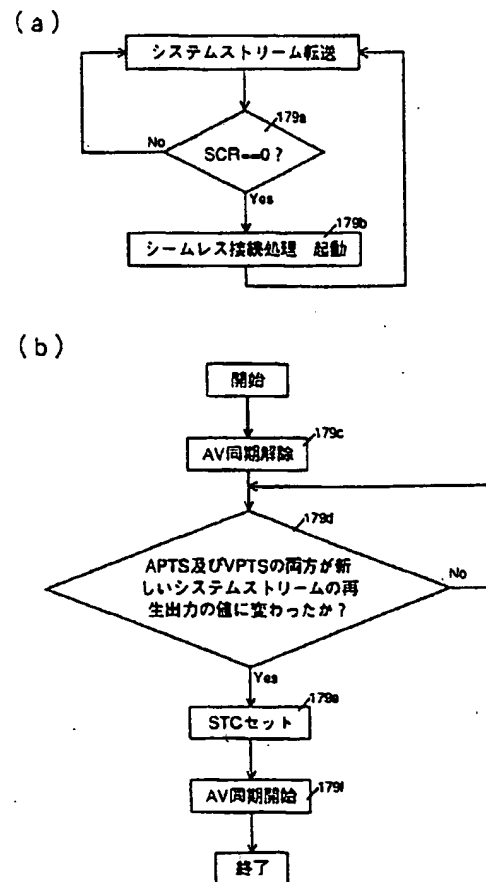 (a)
システムストリーム転送
179a
SCR==0?
No
Yes
179b
シームレス接続処理 起動
(b)
開始
179c
AV同期解除
179d
APTS及びVPTSの両方が新
しいシステムストリームの再
生出力の値に変わったか?
No
Yes
179e
STCセット
179f
AV同期開始
終了